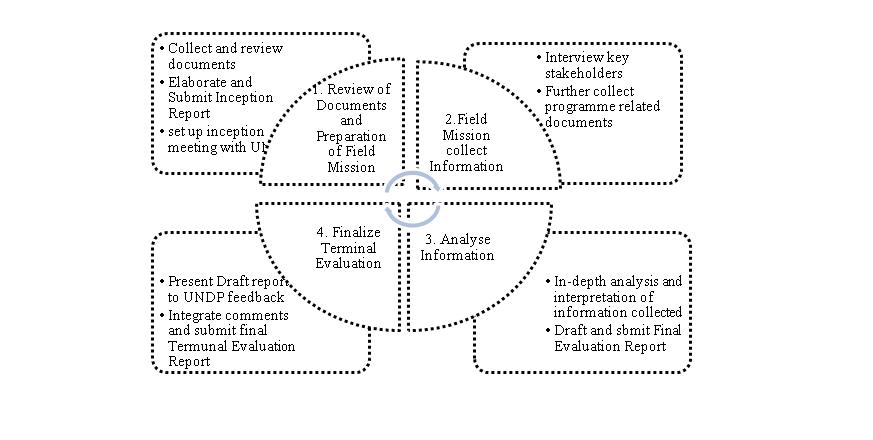 • Collect and review
documents
• Elaborate and
Submit Inception
Report
• set up inception
meeting with
1. Review of
Documents
and
Preparation
of Field
Mission
2.Field
Mission
collect
Information
• Interview key
stakeholders
• Further collect
programme related
documents
4. Finalize
Terminal
Evaluation
3. Analyse
Information
• Present Draft report
to UNDP feedback
• Integrate comments
and submit final
Termunal Evaluation
Report
• In-depth analysis and
interpretation of
information collected
• Draft and sbmit Final
Evaluation Report